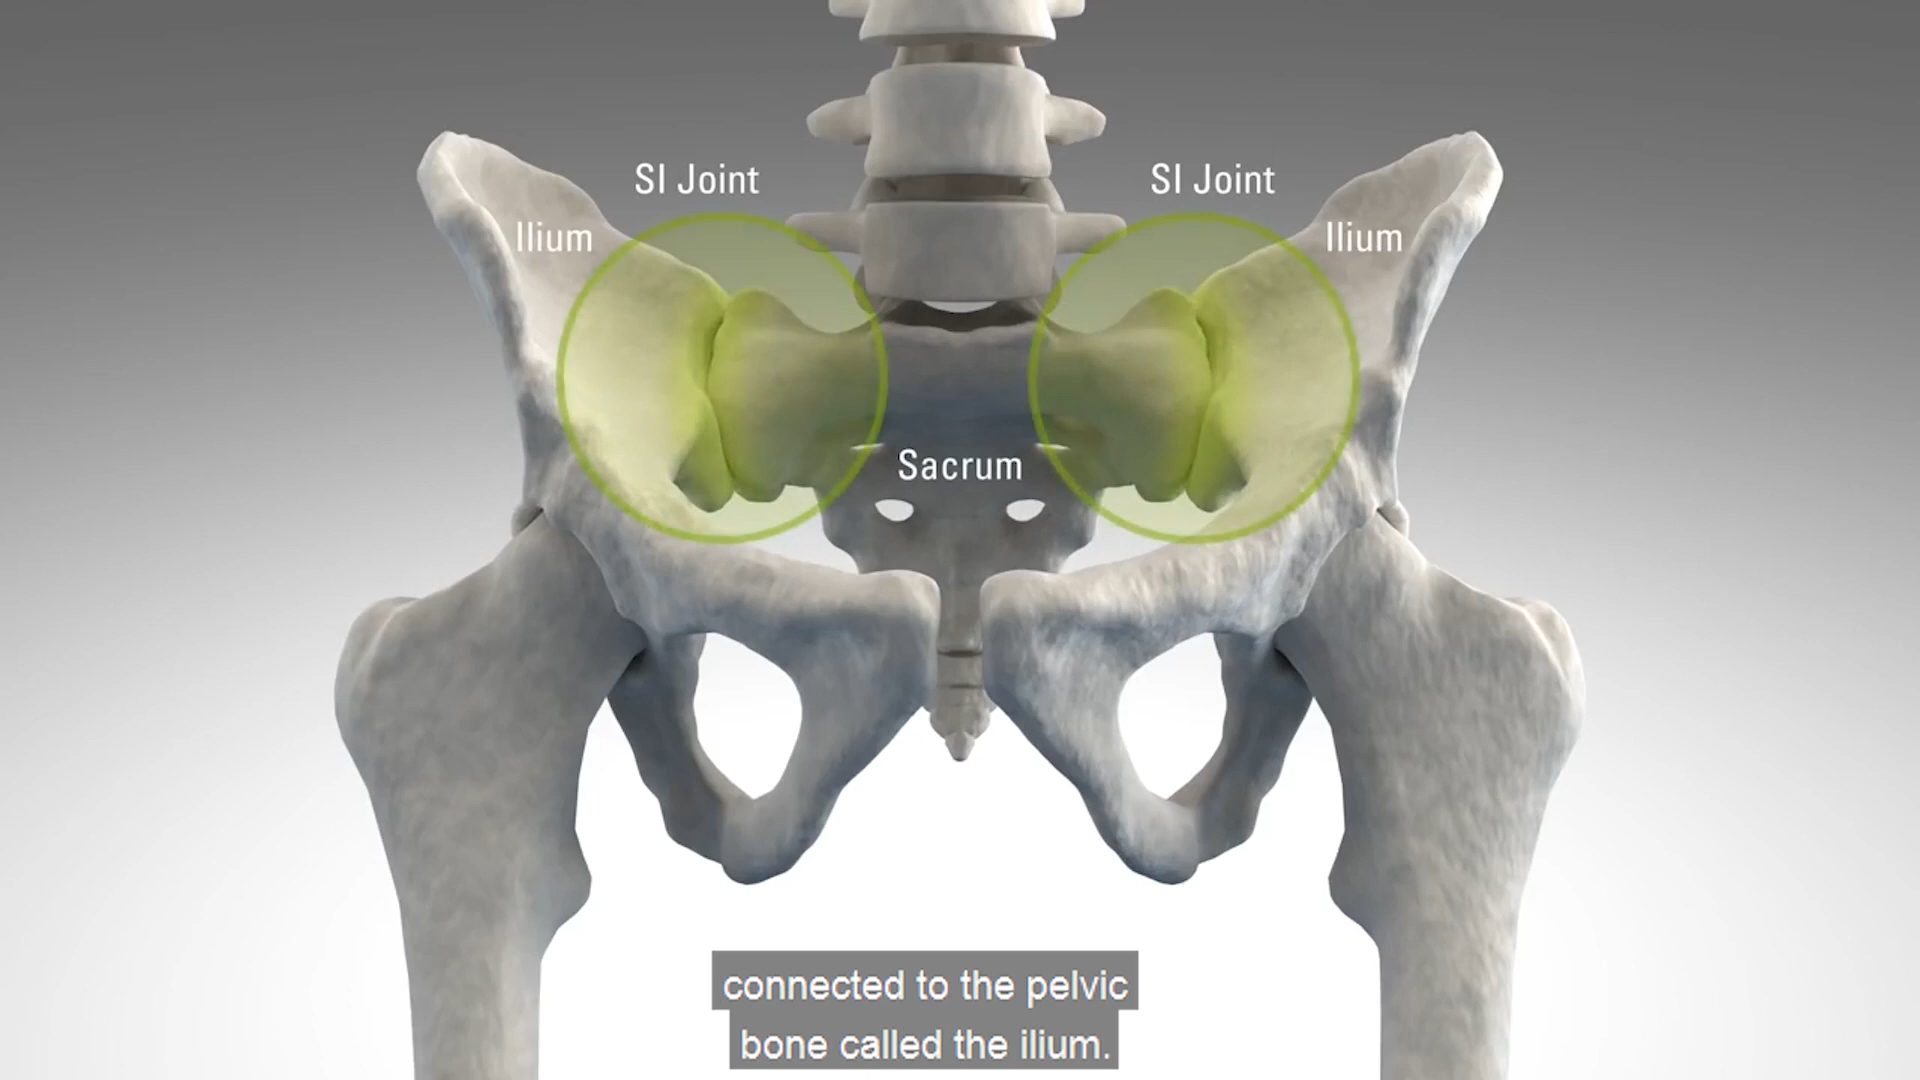 SI Joint
SI Joint
Ilium
Ilium
Sacrum
connected to the pelvic
bone called the ilium.